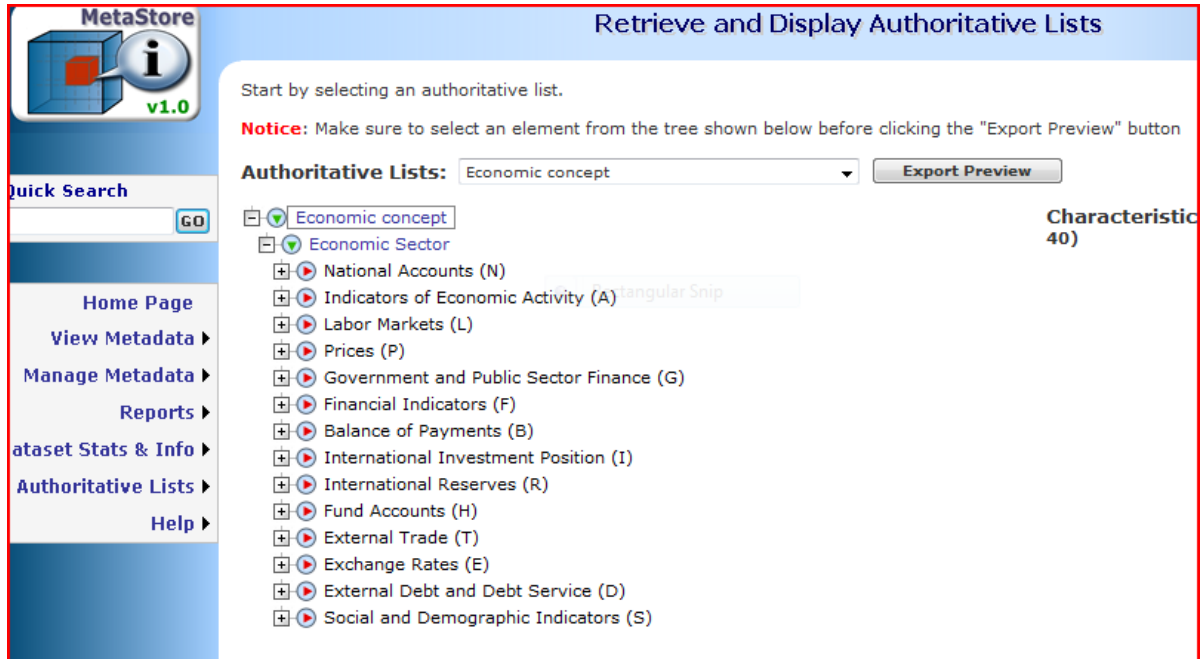 MetaStore
i
v1.0
Retrieve and Display Authoritative Lists
Quick Search
GO
Home Page
View Metadata
Manage Metadata
Reports
ataset Stats & Info
Authoritative Lists
Help
Start by selecting an authoritative list.
Notice: Make sure to select an element from the tree shown below before clicking the "Export Preview" button
Authoritative Lists: Economic concept Export Preview
Economic concept
Economic Sector
National Accounts (N)
Indicators of Economic Activity (A)
Rectangular Snip
Labor Markets (L)
Prices (P)
Government and Public Sector Finance (G)
Financial Indicators (F)
Balance of Payments (B)
International Investment Position (I)
International Reserves (R)
Fund Accounts (H)
External Trade (T)
Exchange Rates (E)
External Debt and Debt Service (D)
Social and Demographic Indicators (S)
Characteristic
40)